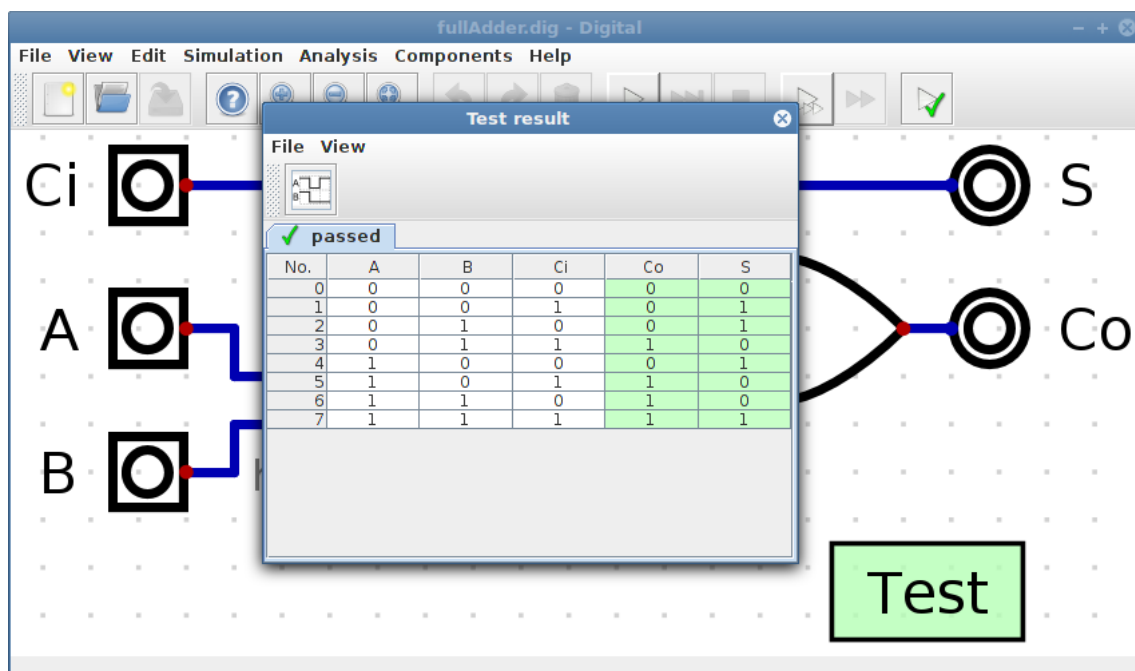 fullAdder.dig - Digital
File View Edit Simulation Analysis Components Help
Test result
File View
A
B
passed
No. A B Ci Co S
0 0 0 0 0 0
1 0 0 1 0 1
2 0 1 0 0 1
3 0 1 1 1 0
4 1 0 0 0 1
5 1 0 1 1 0
6 1 1 0 1 0
7 1 1 1 1 1
Ci
S
A
Co
B
Test